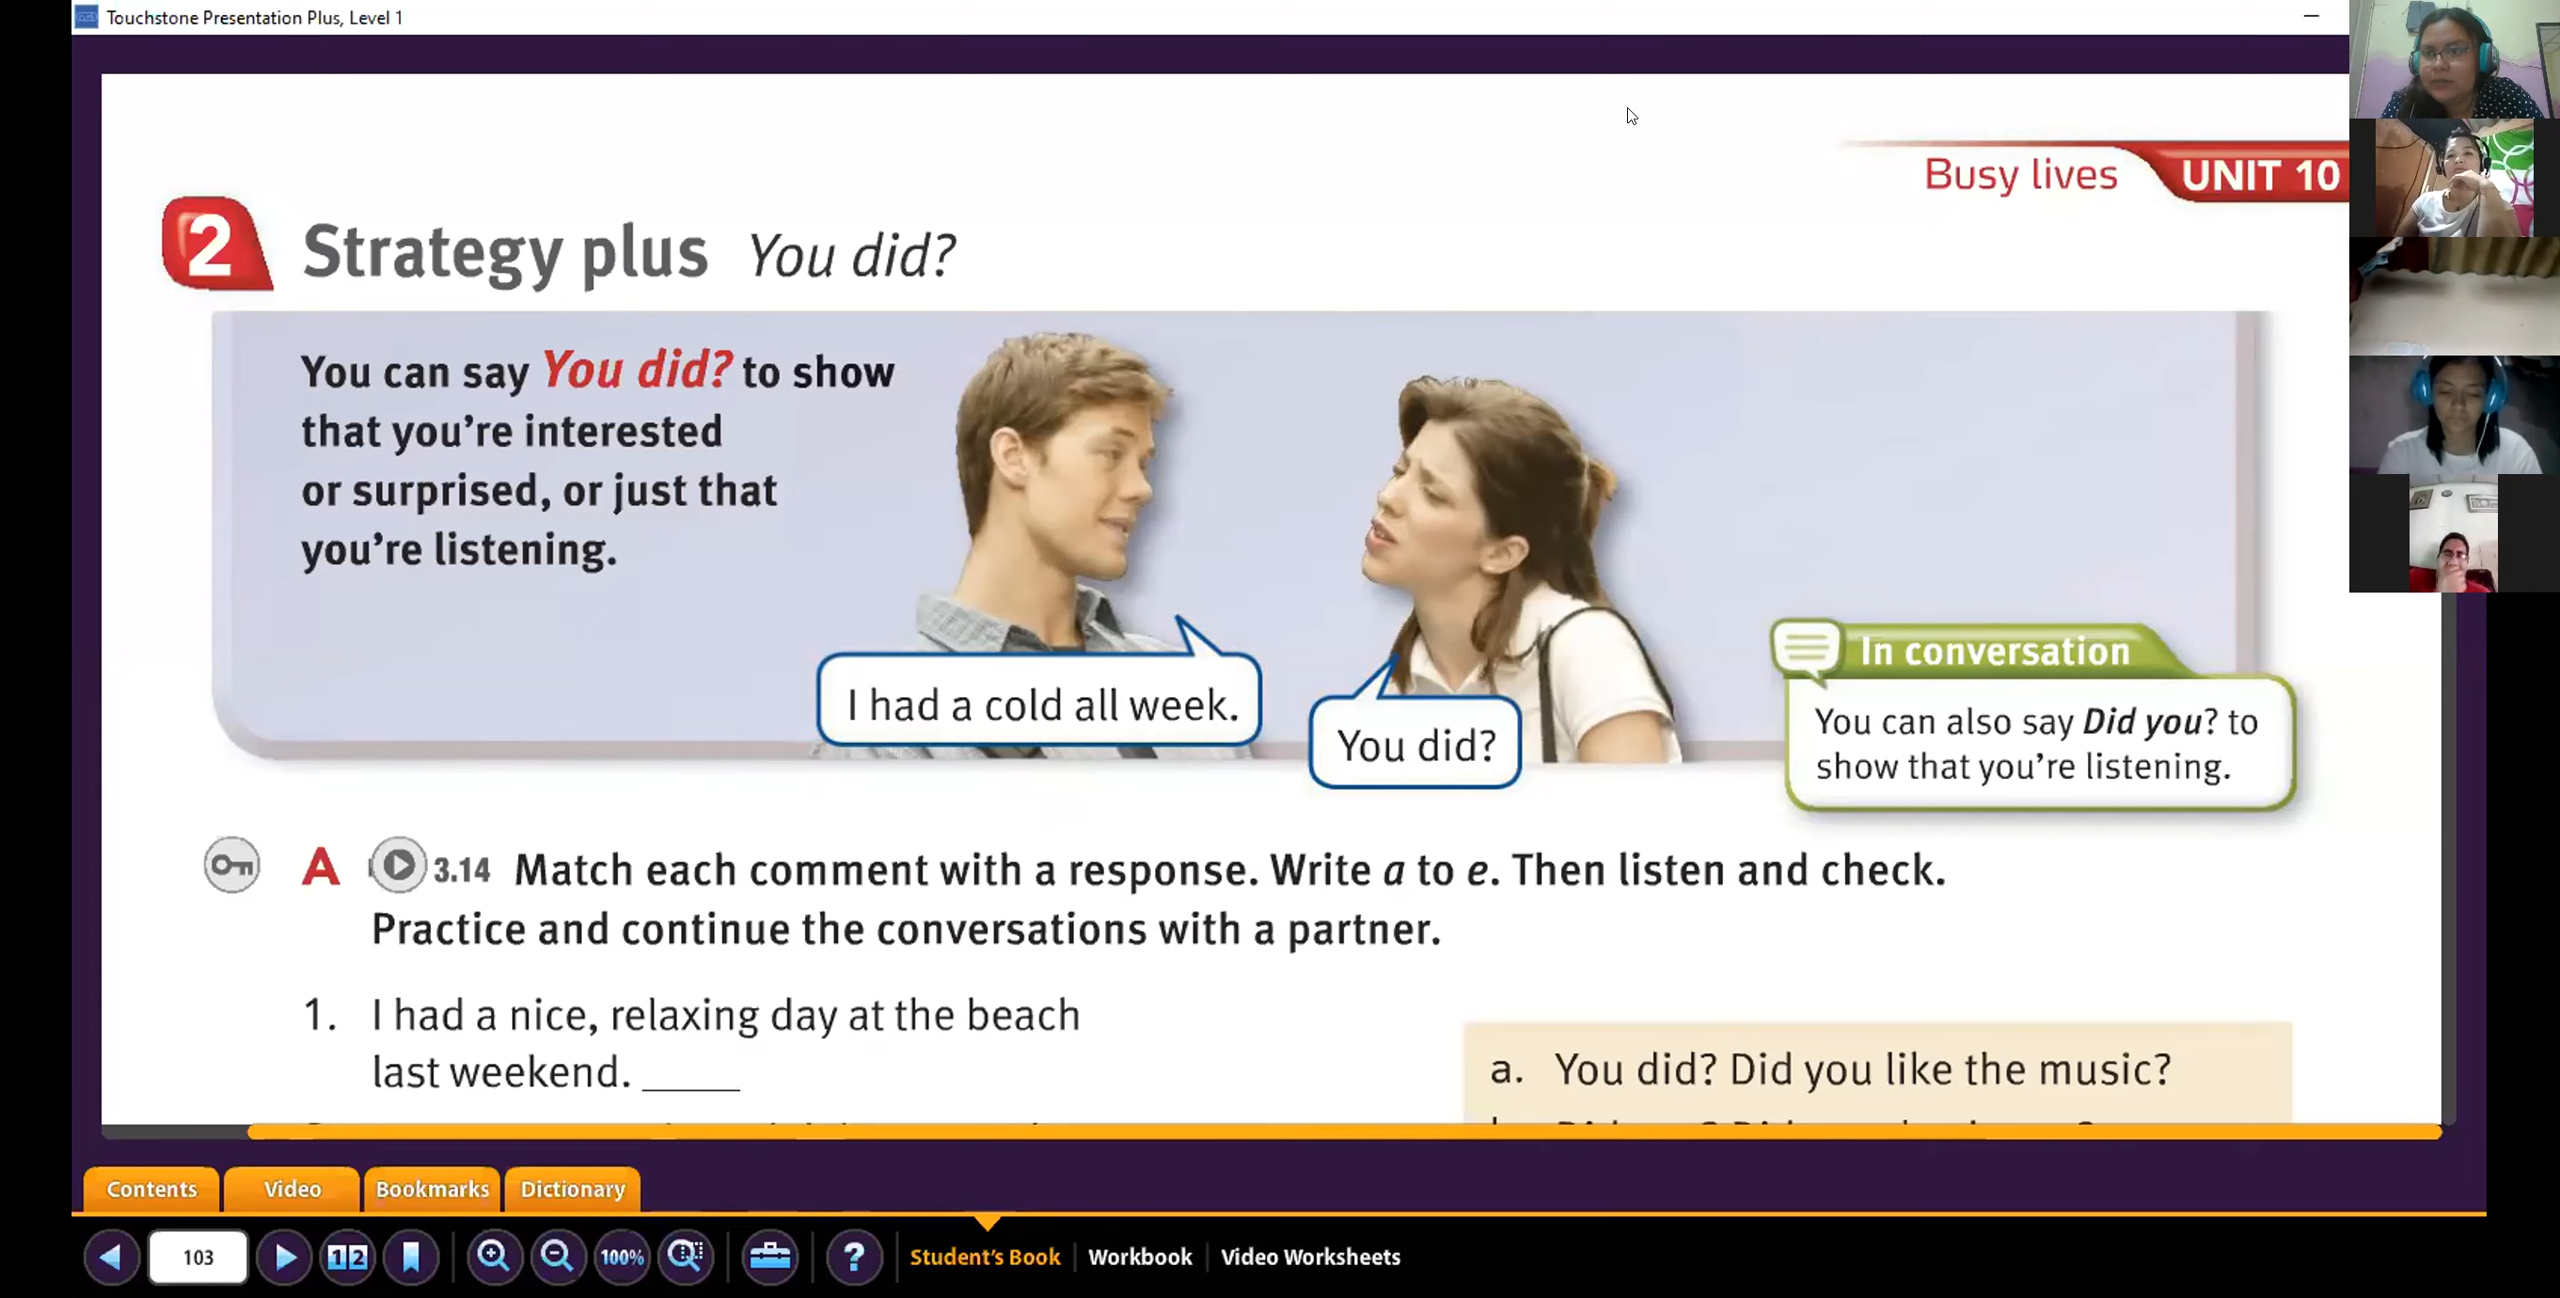 Touchstone Presentation Plus, Level 1
Busy lives UNIT 10
2 Strategy plus You did?
You can say You did? to show
that you're interested
or surprised, or just that
you're listening.
I had a cold all week.
You did?
In conversation
You can also say Did you? to
show that you're listening.
A 3.14 Match each comment with a response. Write a to e. Then listen and check.
Practice and continue the conversations with a partner.
1. I had a nice, relaxing day at the beach
last weekend. _____
a. You did? Did you like the music?
Contents Video Bookmarks Dictionary
103 12 100% ? Student's Book Workbook Video Worksheets